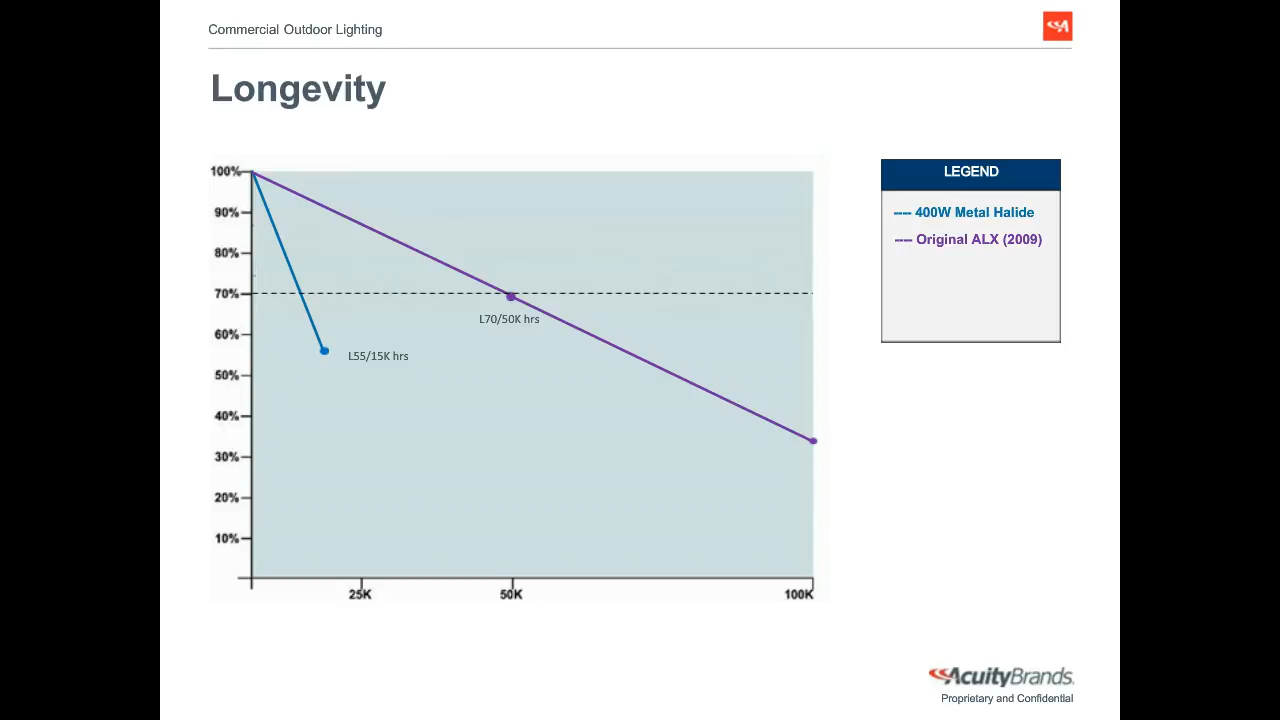 Commercial Outdoor Lighting
Longevity
100%
90%
80%
70%
60%
50%
40%
30%
20%
10%
L70/50K hrs
L55/15K hrs
25K
50K
100K
LEGEND
---- 400W Metal Halide
---- Original ALX (2009)
AcuityBrands.
Proprietary and Confidential